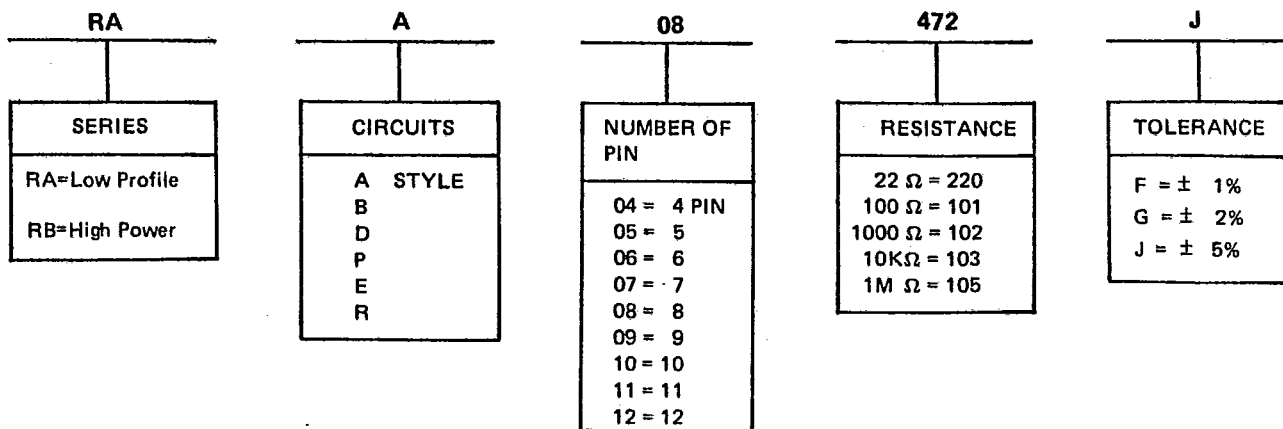 RA A 08 472 J
SERIES
RA=Low Profile
RB=High Power
CIRCUITS
A STYLE
B
D
P
E
R
NUMBER OF
PIN
04 = 4 PIN
05 = 5
06 = 6
07 = 7
08 = 8
09 = 9
10 = 10
11 = 11
12 = 12
RESISTANCE
22 Ω = 220
100 Ω = 101
1000 Ω = 102
10KΩ = 103
1M Ω = 105
TOLERANCE
F = ± 1%
G = ± 2%
J = ± 5%